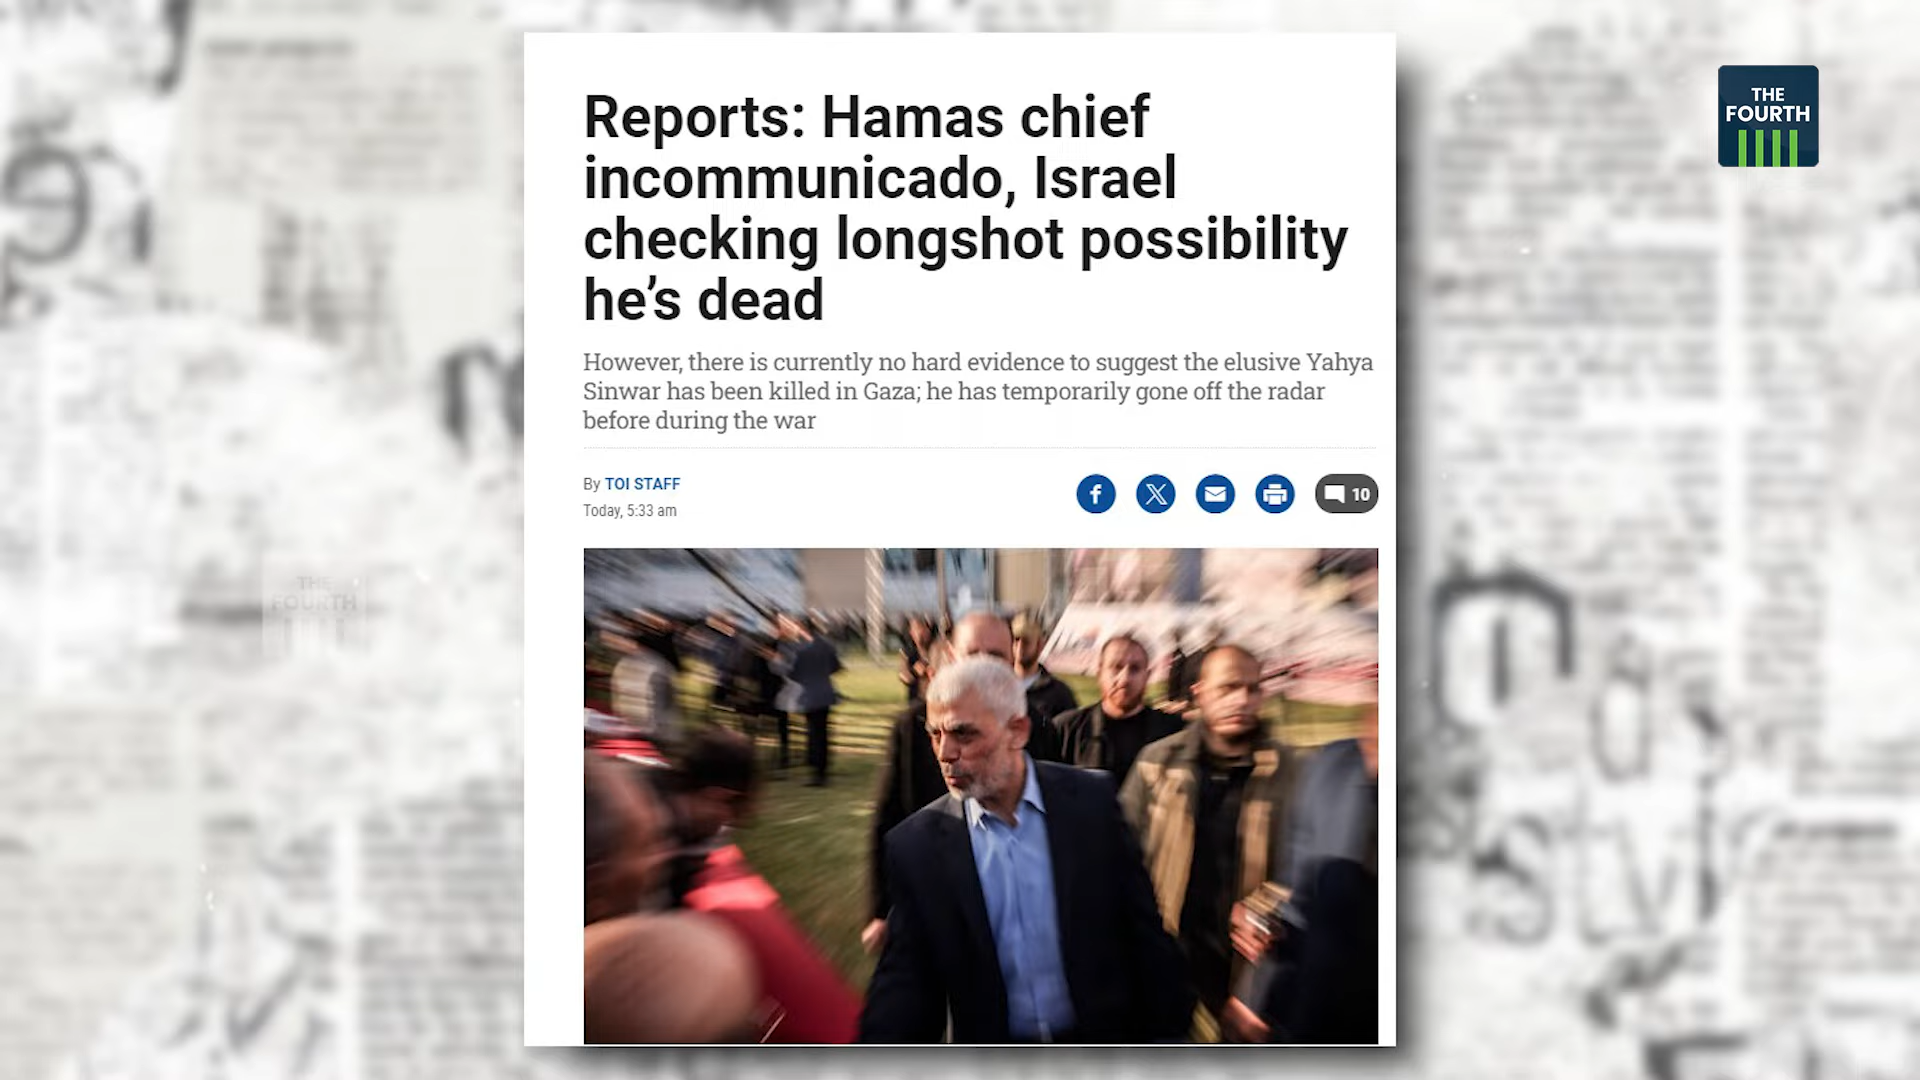 THE
FOURTH
Reports: Hamas chief
incommunicado, Israel
checking longshot possibility
he's dead
However, there is currently no hard evidence to suggest the elusive Yahya
Sinwar has been killed in Gaza; he has temporarily gone off the radar
before during the war
By TOI STAFF
Today, 5:33 am
10
THE
FOURTH